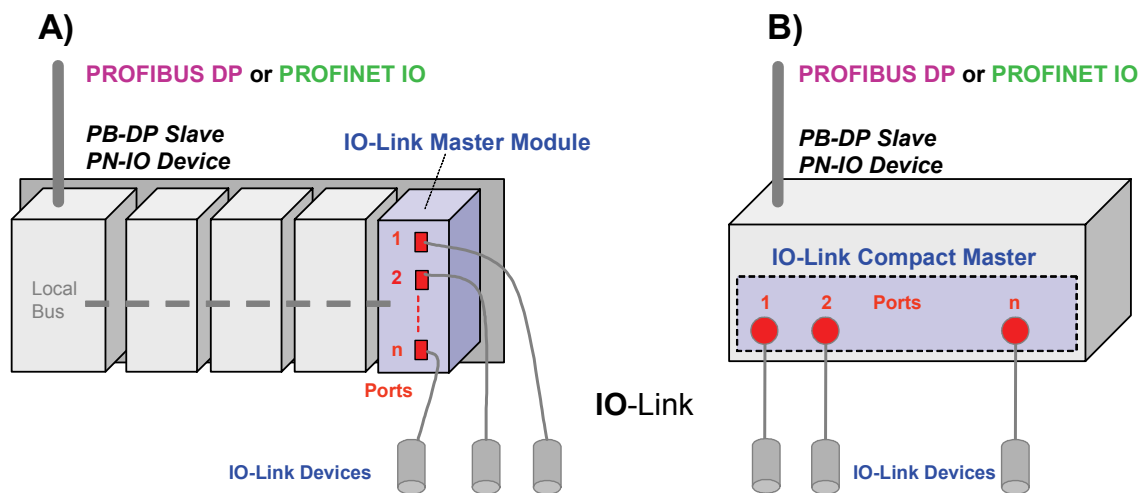 A)
PROFIBUS DP or PROFINET IO
PB-DP Slave
PN-IO Device
IO-Link Master Module
1
2
n
Local
Bus
Ports
IO-Link Devices
IO-Link
B)
PROFIBUS DP or PROFINET IO
PB-DP Slave
PN-IO Device
IO-Link Compact Master
1 2 Ports n
IO-Link Devices